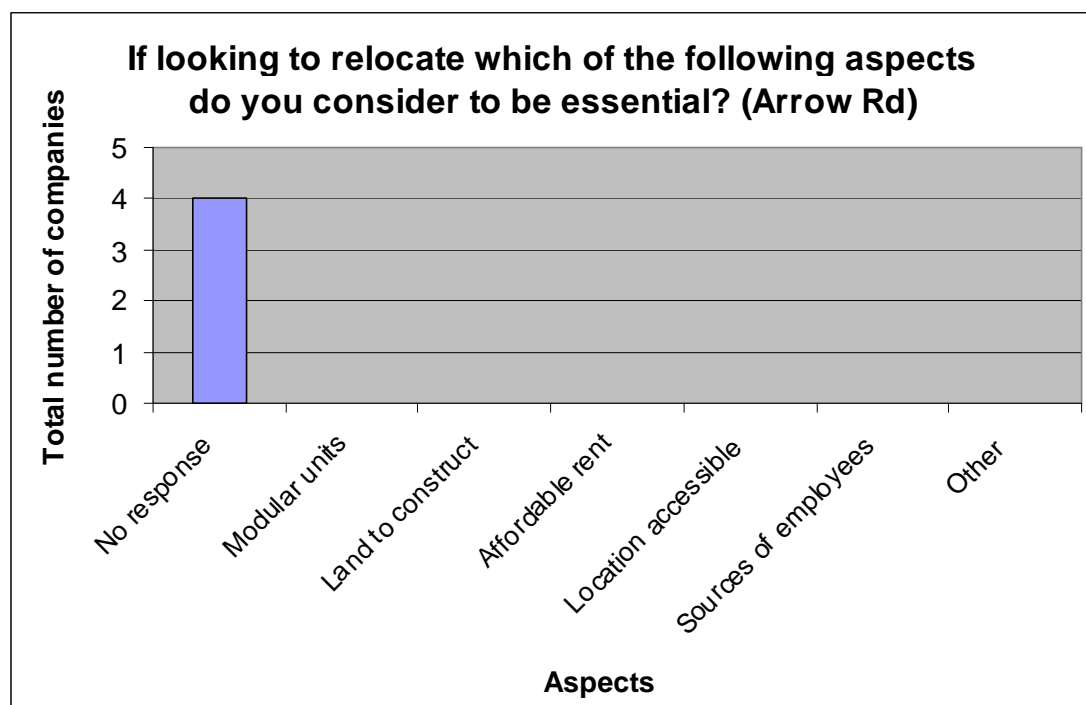 If looking to relocate which of the following aspects
do you consider to be essential? (Arrow Rd)
Total number of companies
5
4
3
2
1
0
No response
Modular units
Land to construct
Affordable rent
Location accessible
Sources of employees
Other
Aspects